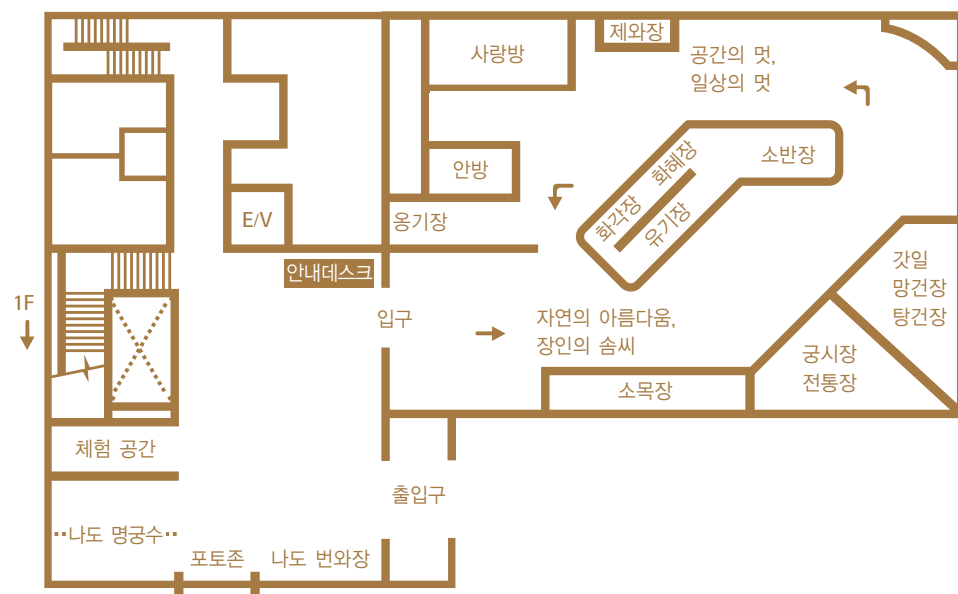 제와장
사랑방
공간의 멋,
일상의 멋
안방
화혜장
소반장
화각장
유기장
E/V
옹기장
안내데스크
갓일
망건장
탕건장
1F
입구
자연의 아름다움,
장인의 솜씨
궁시장
전통장
소목장
체험 공간
출입구
나도 명궁수
포토존
나도 번와장